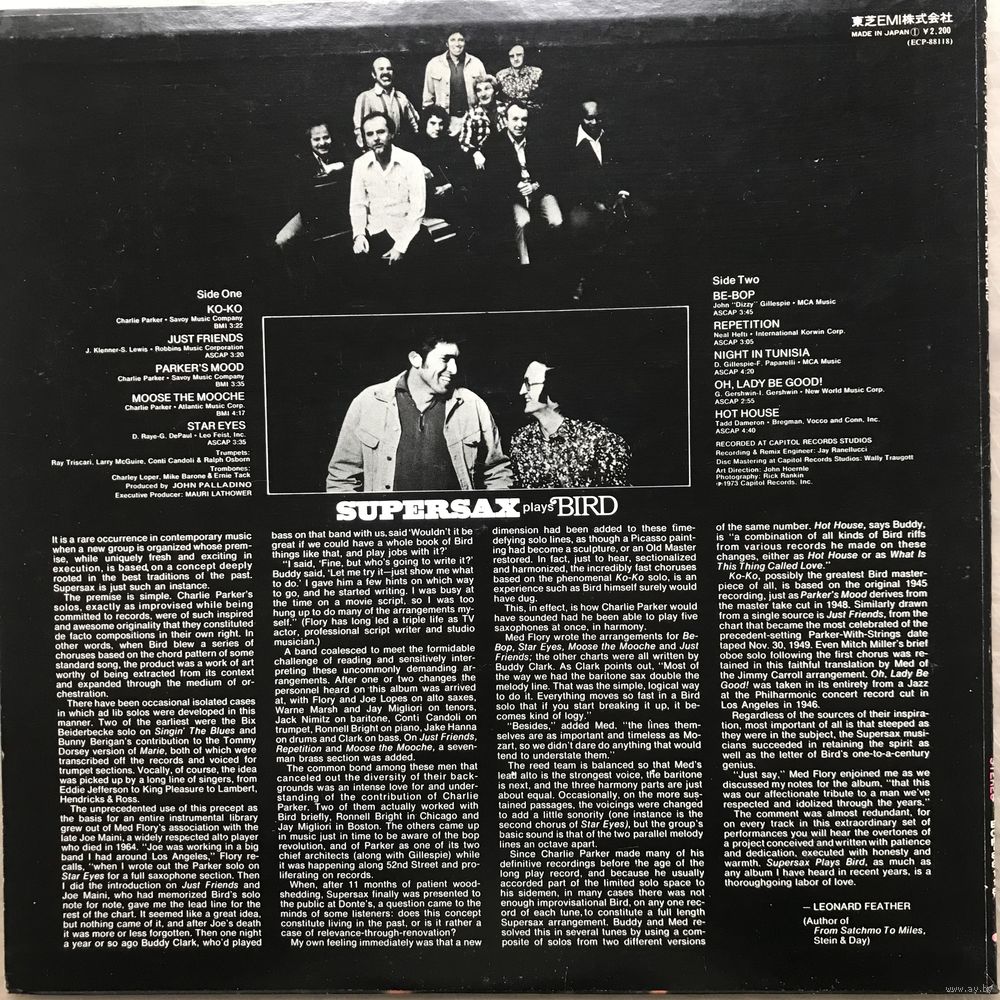 東芝EMI株式会社
MADE IN JAPAN Ⓘ ¥2,200
(ECP-88118)
Side One
KO-KO
Charlie Parker • Savoy Music Company
BMI 3:22
JUST FRIENDS
J. Klenner-S. Lewis • Robbins Music Corporation
ASCAP 3:20
PARKER'S MOOD
Charlie Parker • Savoy Music Company
BMI 3:35
MOOSE THE MOOCHE
Charlie Parker • Atlantic Music Corp.
BMI 4:17
STAR EYES
D. Raye-G. DePaul • Leo Feist, Inc.
ASCAP 3:35
Trumpets:
Ray Triscari, Larry McGuire, Conti Candoli & Ralph Osborn
Trombones:
Charley Loper, Mike Barone & Ernie Tack
Produced by JOHN PALLADINO
Executive Producer: MAURI LATHOWER
Side Two
BE-BOP
John "Dizzy" Gillespie • MCA Music
ASCAP 3:45
REPETITION
Neal Hefti • International Korwin Corp.
ASCAP 3:05
NIGHT IN TUNISIA
D. Gillespie-F. Paparelli • MCA Music
ASCAP 4:20
OH, LADY BE GOOD!
G. Gershwin-I. Gershwin • New World Music Corp.
ASCAP 2:55
HOT HOUSE
Tadd Dameron • Bregman, Vocco and Conn, Inc.
ASCAP 4:40
RECORDED AT CAPITOL RECORDS STUDIOS
Recording & Remix Engineer: Jay Ranellucci
Disc Mastering at Capitol Records Studios: Wally Traugott
Art Direction: John Hoernle
Photography: Rick Rankin
℗1973 Capitol Records, Inc.
SUPERSAX plays BIRD
It is a rare occurrence in contemporary music
when a new group is organized whose prem-
ise, while uniquely fresh and exciting in
execution, is based on a concept deeply
rooted in the best traditions of the past.
Supersax is just such an instance.
The premise is simple. Charlie Parker's
solos, exactly as improvised while being
committed to records, were of such inspired
and awesome originality that they constituted
de facto compositions in their own right. In
other words, when Bird blew a series of
choruses based on the chord pattern of some
standard song, the product was a work of art
worthy of being extracted from its context
and expanded through the medium of or-
chestration.
There have been occasional isolated cases
in which ad lib solos were developed in this
manner. Two of the earliest were the Bix
Beiderbecke solo on Singin' The Blues and
Bunny Berigan's contribution to the Tommy
Dorsey version of Marie, both of which were
transcribed off the records and voiced for
trumpet sections. Vocally, of course, the idea
was picked up by a long line of singers, from
Eddie Jefferson to King Pleasure to Lambert,
Hendricks & Ross.
The unprecedented use of this precept as
the basis for an entire instrumental library
grew out of Med Flory's association with the
late Joe Maini, a widely respected alto player
who died in 1964. "Joe was working in a big
band I had around Los Angeles," Flory re-
calls, "when I wrote out the Parker solo on
Star Eyes for a full saxophone section. Then
I did the introduction on Just Friends and
Joe Maini, who had memorized Bird's solo
note for note, gave me the lead line for the
rest of the chart. It seemed like a great idea,
but nothing came of it, and after Joe's death
it was more or less forgotten. Then one night
a year or so ago Buddy Clark, who'd played
bass on that band with us, said 'Wouldn't it be
great if we could have a whole book of Bird
things like that, and play jobs with it?'
"I said, 'Fine, but who's going to write it?'
Buddy said, 'Let me try it—just show me what
to do.' I gave him a few hints on which way
to go, and he started writing. I was busy at
the time on a movie script, so I was too
hung up to do many of the arrangements my-
self." (Flory has long led a triple life as TV
actor, professional script writer and studio
musician.)
A band coalesced to meet the formidable
challenge of reading and sensitively inter-
preting these uncommonly demanding ar-
rangements. After one or two changes the
personnel heard on this album was arrived
at, with Flory and Joe Lopes on alto saxes,
Warne Marsh and Jay Migliori on tenors,
Jack Nimitz on baritone, Conti Candoli on
trumpet, Ronnell Bright on piano, Jake Hanna
on drums and Clark on bass. On Just Friends,
Repetition and Moose the Mooche, a seven-
man brass section was added.
The common bond among these men that
canceled out the diversity of their back-
grounds was an intense love for and under-
standing of the contribution of Charlie
Parker. Two of them actually worked with
Bird briefly, Ronnell Bright in Chicago and
Jay Migliori in Boston. The others came up
in music just in time to be aware of the bop
revolution, and of Parker as one of its two
chief architects (along with Gillespie) while
it was happening along 52nd Street and pro-
liferating on records.
When, after 11 months of patient wood-
shedding, Supersax finally was presented to
the public at Donte's, a question came to the
minds of some listeners: does this concept
constitute living in the past, or is it rather a
case of relevance-through-renovation?
My own feeling immediately was that a new
dimension had been added to these time-
defying solo lines, as though a Picasso paint-
ing had become a sculpture, or an Old Master
restored. In fact, just to hear, sectionalized
and harmonized, the incredibly fast choruses
based on the phenomenal Ko-Ko solo, is an
experience such as Bird himself surely would
have dug.
This, in effect, is how Charlie Parker would
have sounded had he been able to play five
saxophones at once, in harmony.
Med Flory wrote the arrangements for Be-
Bop, Star Eyes, Moose the Mooche and Just
Friends; the other charts are all written by
Buddy Clark. As Clark points out, "Most of
the way we had the baritone sax double the
melody line. That was the simple, logical way
to do it. Everything moves so fast in a Bird
solo that if you start breaking it up, it be-
comes kind of logy."
"Besides," added Med, "the lines them-
selves are as important and timeless as Mo-
zart, so we didn't dare do anything that would
tend to understate them."
The reed team is balanced so that Med's
lead alto is the strongest voice, the baritone
is next, and the three harmony parts are just
about equal. Occasionally, on the more sus-
tained passages, the voicings were changed
to add a little sonority (one instance is the
second chorus of Star Eyes), but the group's
basic sound is that of the two parallel melody
lines an octave apart.
Since Charlie Parker made many of his
definitive recordings before the age of the
long play record, and because he usually
accorded part of the limited solo space to
his sidemen, in many cases there was not
enough improvisational Bird, on any one rec-
ord of each tune, to constitute a full length
Supersax arrangement. Buddy and Med re-
solved this in several tunes by using a com-
posite of solos from two different versions
of the same number. Hot House, says Buddy,
is "a combination of all kinds of Bird riffs
from various records he made on these
changes, either as Hot House or as What Is
This Thing Called Love."
Ko-Ko, possibly the greatest Bird master-
piece of all, is based on the original 1945
recording, just as Parker's Mood derives from
the master take cut in 1948. Similarly drawn
from a single source is Just Friends, from the
chart that became the most celebrated of the
precedent-setting Parker-With-Strings date
taped Nov. 30, 1949. Even Mitch Miller's brief
oboe solo following the first chorus was re-
tained in this faithful translation by Med of
the Jimmy Carroll arrangement. Oh, Lady Be
Good! was taken in its entirety from a Jazz
at the Philharmonic concert record cut in
Los Angeles in 1946.
Regardless of the sources of their inspira-
tion, most important of all is that steeped as
they were in the subject, the Supersax musi-
cians succeeded in retaining the spirit as
well as the letter of Bird's one-to-a-century
genius.
"Just say," Med Flory enjoined me as we
discussed my notes for the album, "that this
was our affectionate tribute to a man we've
respected and idolized through the years."
The comment was almost redundant, for
on every track in this extraordinary set of
performances you will hear the overtones of
a project conceived and written with patience
and dedication, executed with honesty and
warmth. Supersax Plays Bird, as much as
any album I have heard in recent years, is a
thoroughgoing labor of love.
— LEONARD FEATHER
(Author of
From Satchmo To Miles,
Stein & Day)
www.ay.by